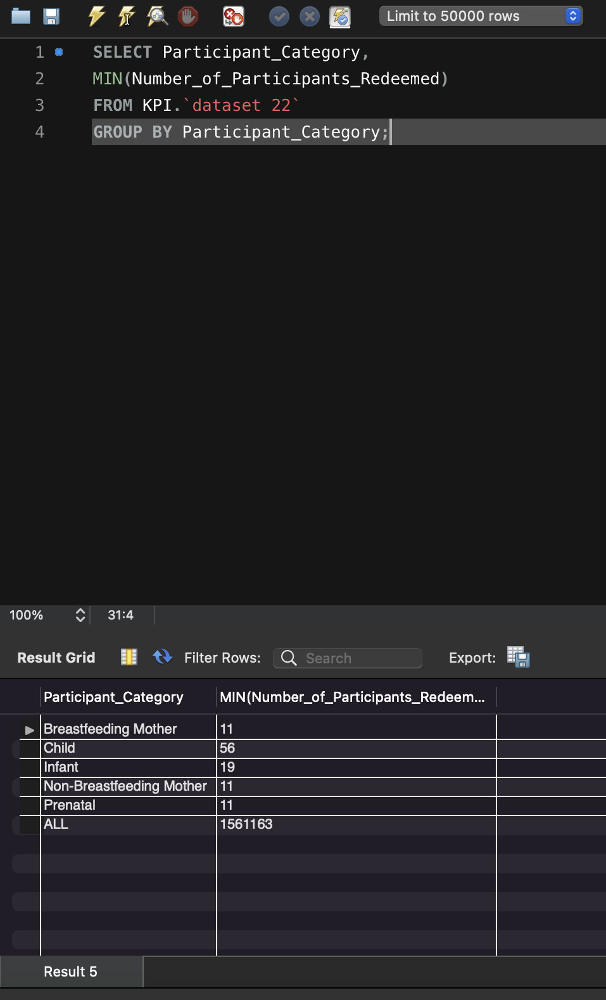 Limit to 50000 rows
1 SELECT Participant_Category,
2 MIN(Number_of_Participants_Redeemed)
3 FROM KPI.`dataset 22`
4 GROUP BY Participant_Category;
100% 31:4
Result Grid Filter Rows: Search Export:
Participant_Category MIN(Number_of_Participants_Redeem...
Breastfeeding Mother 11
Child 56
Infant 19
Non-Breastfeeding Mother 11
Prenatal 11
ALL 1561163
Result 5